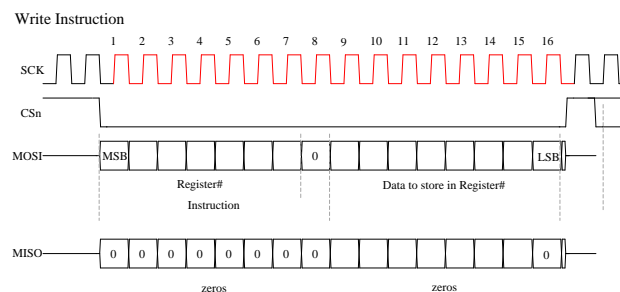 Write Instruction
1 2 3 4 5 6 7 8 9 10 11 12 13 14 15 16
SCK
CSn
MOSI MSB 0 LSB
Register# Data to store in Register#
Instruction
MISO 0 0 0 0 0 0 0 0 0
zeros zeros